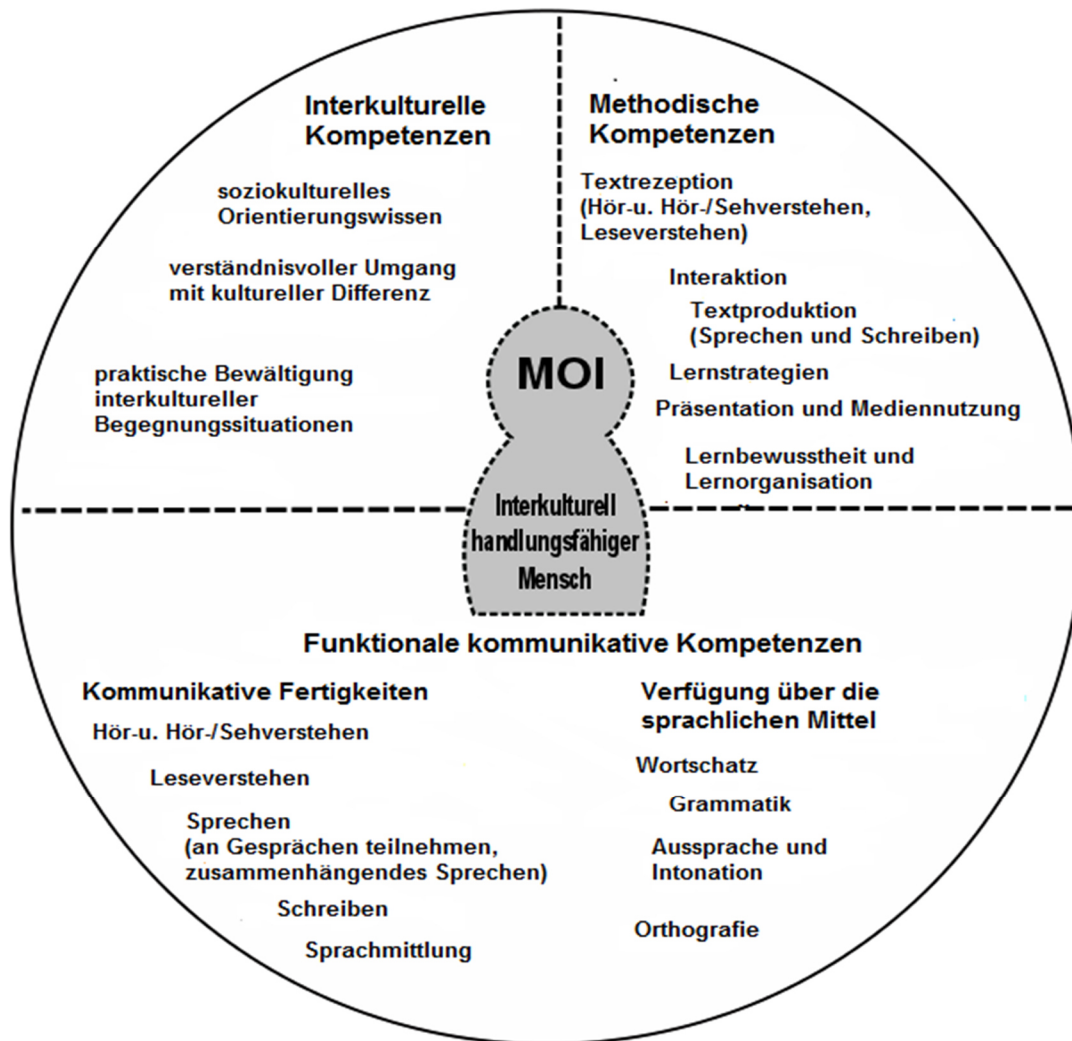 Interkulturelle
Kompetenzen
soziokulturelles
Orientierungswissen
verständnisvoller Umgang
mit kultureller Differenz
praktische Bewältigung
interkultureller
Begegnungssituationen
Methodische
Kompetenzen
Textrezeption
(Hör-u. Hör-/Sehverstehen,
Leseverstehen)
Interaktion
Textproduktion
(Sprechen und Schreiben)
Lernstrategien
Präsentation und Mediennutzung
Lernbewusstheit und
Lernorganisation
MOI
Interkulturell
handlungsfähiger
Mensch
Funktionale kommunikative Kompetenzen
Kommunikative Fertigkeiten
Hör-u. Hör-/Sehverstehen
Leseverstehen
Sprechen
(an Gesprächen teilnehmen,
zusammenhängendes Sprechen)
Schreiben
Sprachmittlung
Verfügung über die
sprachlichen Mittel
Wortschatz
Grammatik
Aussprache und
Intonation
Orthografie